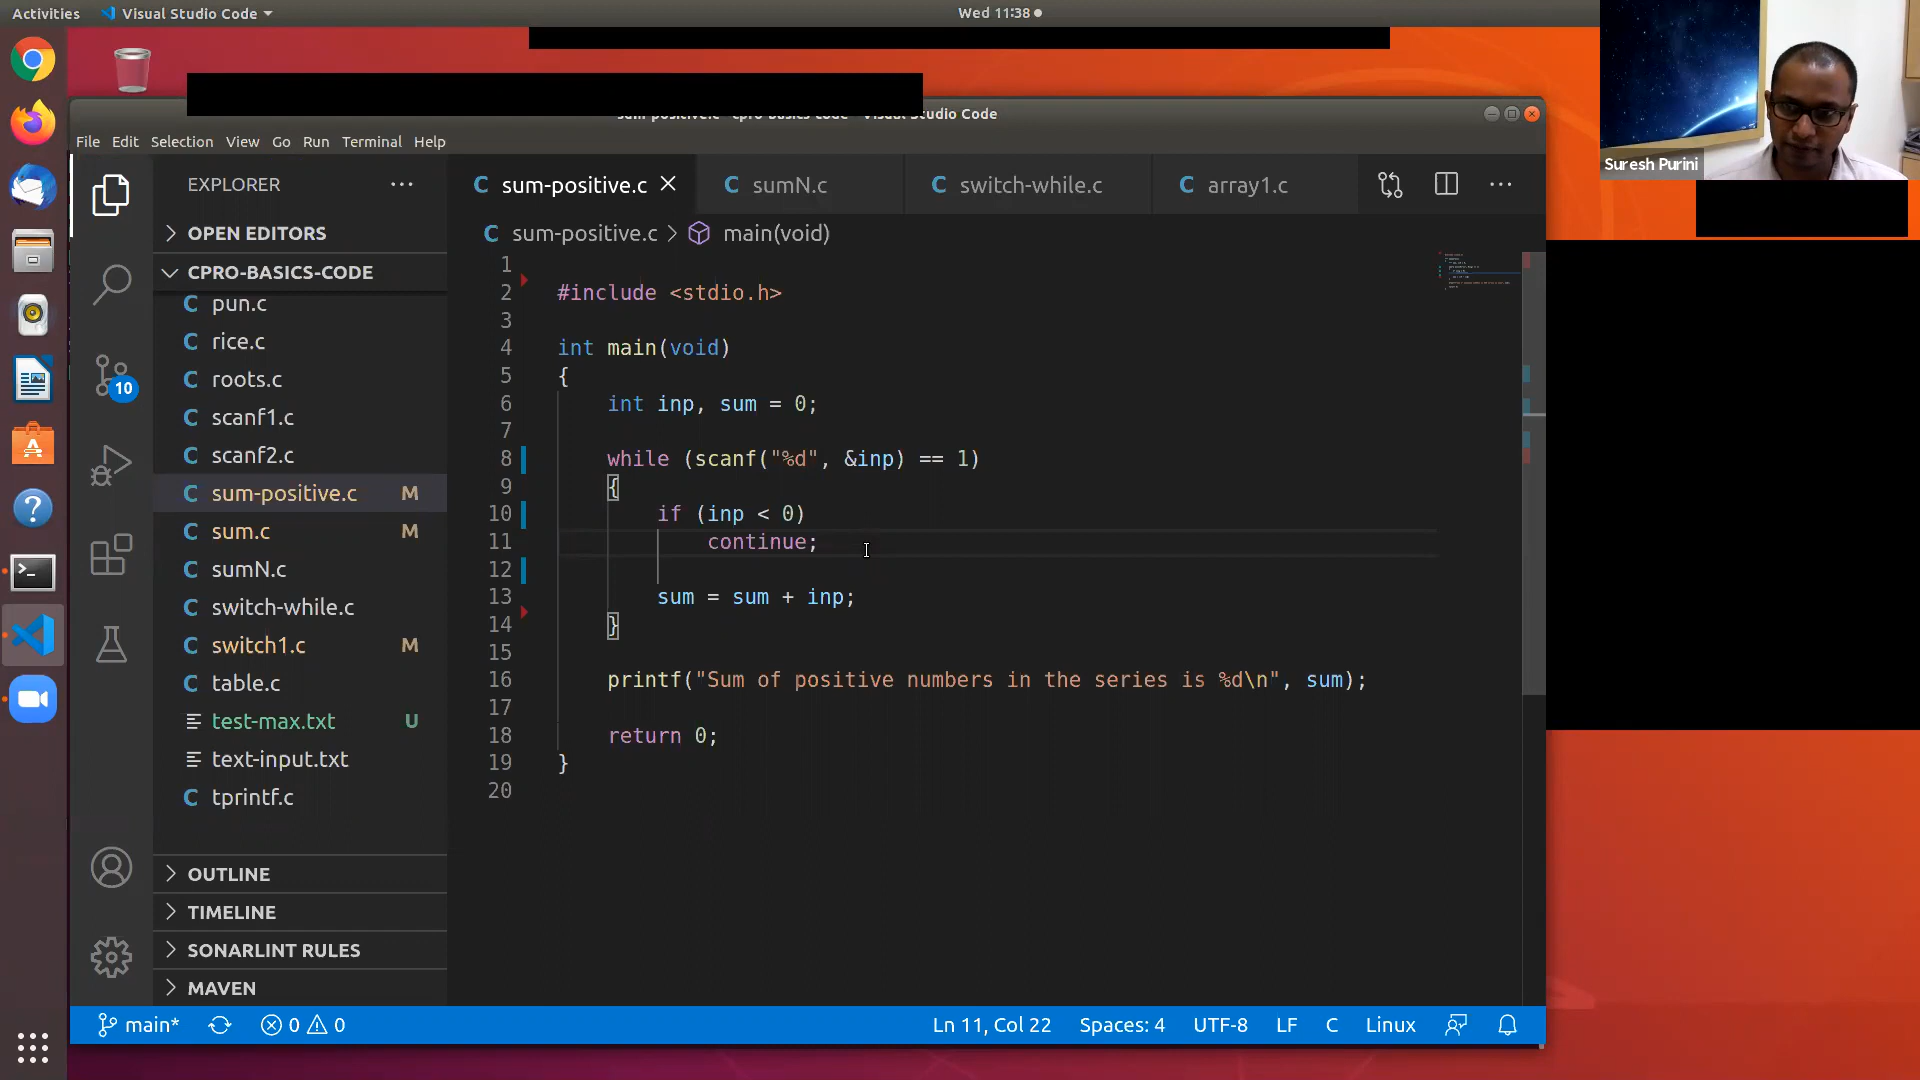 Activities
Visual Studio Code
Wed 11:38
Suresh Purini
Visual Studio Code
File Edit Selection View Go Run Terminal Help
EXPLORER
OPEN EDITORS
CPRO-BASICS-CODE
pun.c
rice.c
roots.c
scanf1.c
scanf2.c
sum-positive.c M
sum.c M
sumN.c
switch-while.c
switch1.c M
table.c
test-max.txt U
text-input.txt
tprintf.c
OUTLINE
TIMELINE
SONARLINT RULES
MAVEN
10
sum-positive.c
sumN.c
switch-while.c
array1.c
sum-positive.c > main(void)
1
2 #include <stdio.h>
3
4 int main(void)
5 {
6 int inp, sum = 0;
7
8 while (scanf("%d", &inp) == 1)
9 {
10 if (inp < 0)
11 continue;
12
13 sum = sum + inp;
14 }
15
16 printf("Sum of positive numbers in the series is %d\n", sum);
17
18 return 0;
19 }
20
main* 0 0 Ln 11, Col 22 Spaces: 4 UTF-8 LF C Linux